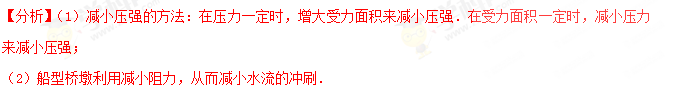 【分析】（1）减小压强的方法：在压力一定时，增大受力面积来减小压强．在受力面积一定时，减小压力
来减小压强；
（2）船型桥墩利用减小阻力，从而减小水流的冲刷．